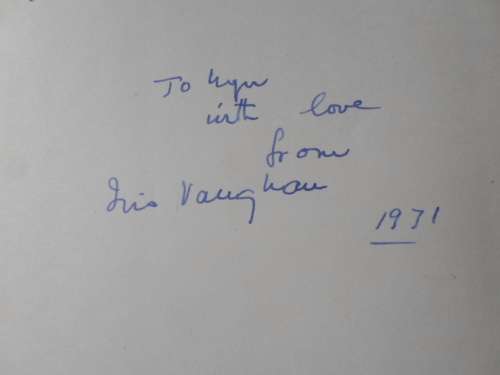 To
with love
from
Iris Vaughan
1971